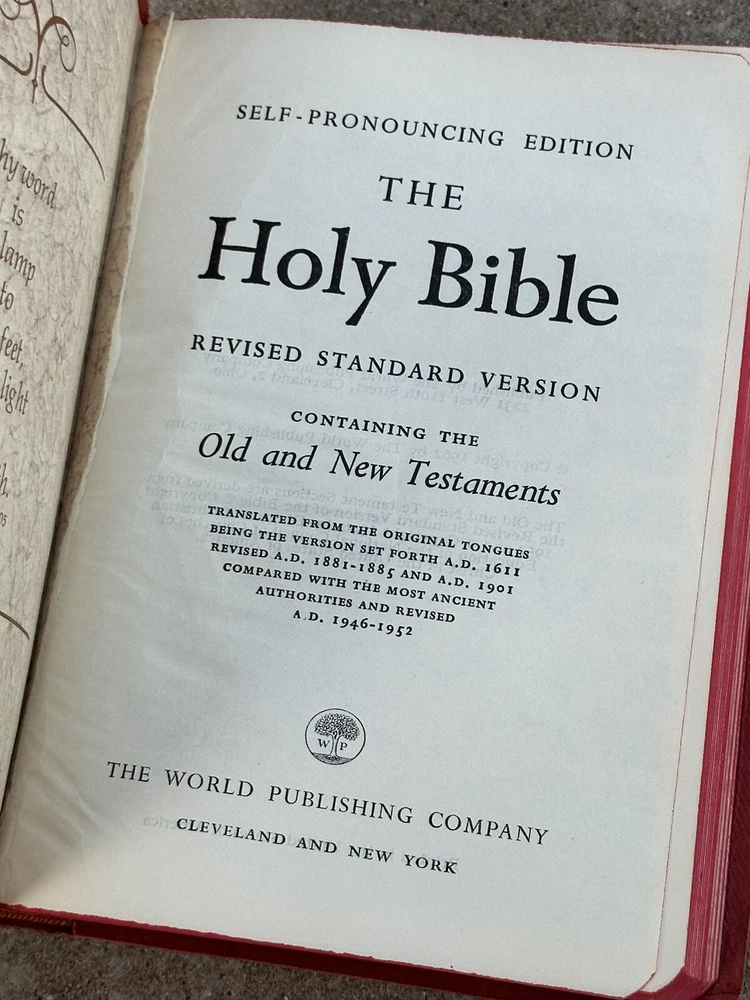 hy word
is
lamp
to
feet,
light
h.
05
SELF-PRONOUNCING EDITION
THE
Holy Bible
REVISED STANDARD VERSION
CONTAINING THE
Old and New Testaments
TRANSLATED FROM THE ORIGINAL TONGUES
BEING THE VERSION SET FORTH A.D. 1611
REVISED A.D. 1881-1885 AND A.D. 1901
COMPARED WITH THE MOST ANCIENT
AUTHORITIES AND REVISED
A.D. 1946-1952
W P
THE WORLD PUBLISHING COMPANY
CLEVELAND AND NEW YORK